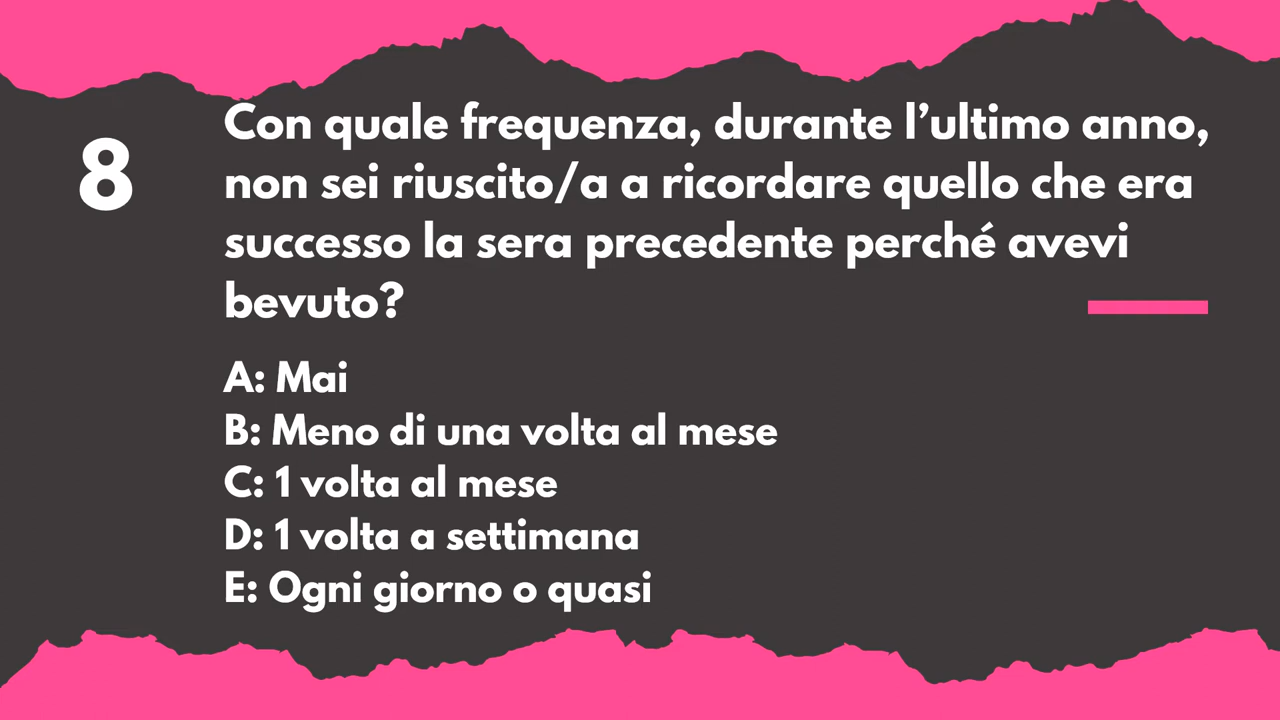 8
Con quale frequenza, durante l’ultimo anno,
non sei riuscito/a a ricordare quello che era
successo la sera precedente perché avevi
bevuto?
A: Mai
B: Meno di una volta al mese
C: 1 volta al mese
D: 1 volta a settimana
E: Ogni giorno o quasi